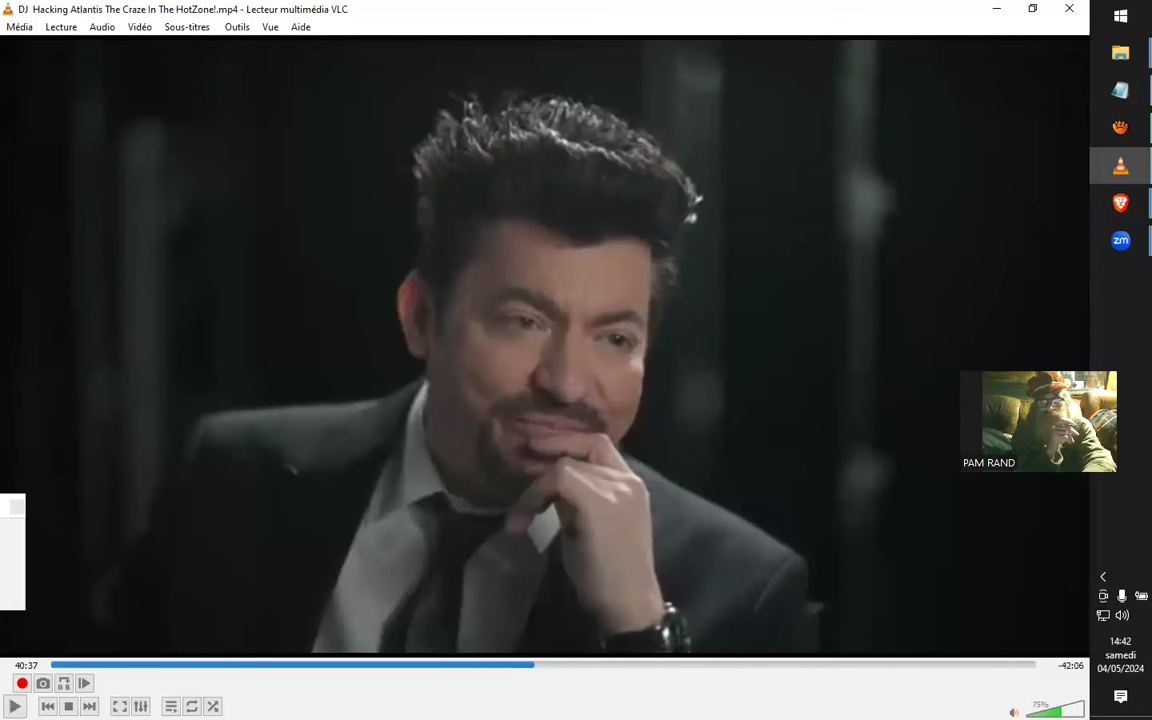 DJ  Hacking Atlantis The Craze In The HotZone!.mp4 - Lecteur multimédia VLC
Média Lecture Audio Vidéo Sous-titres Outils Vue Aide
zm
PAM RAND
40:37
-42:06
14:42
samedi
04/05/2024
75%